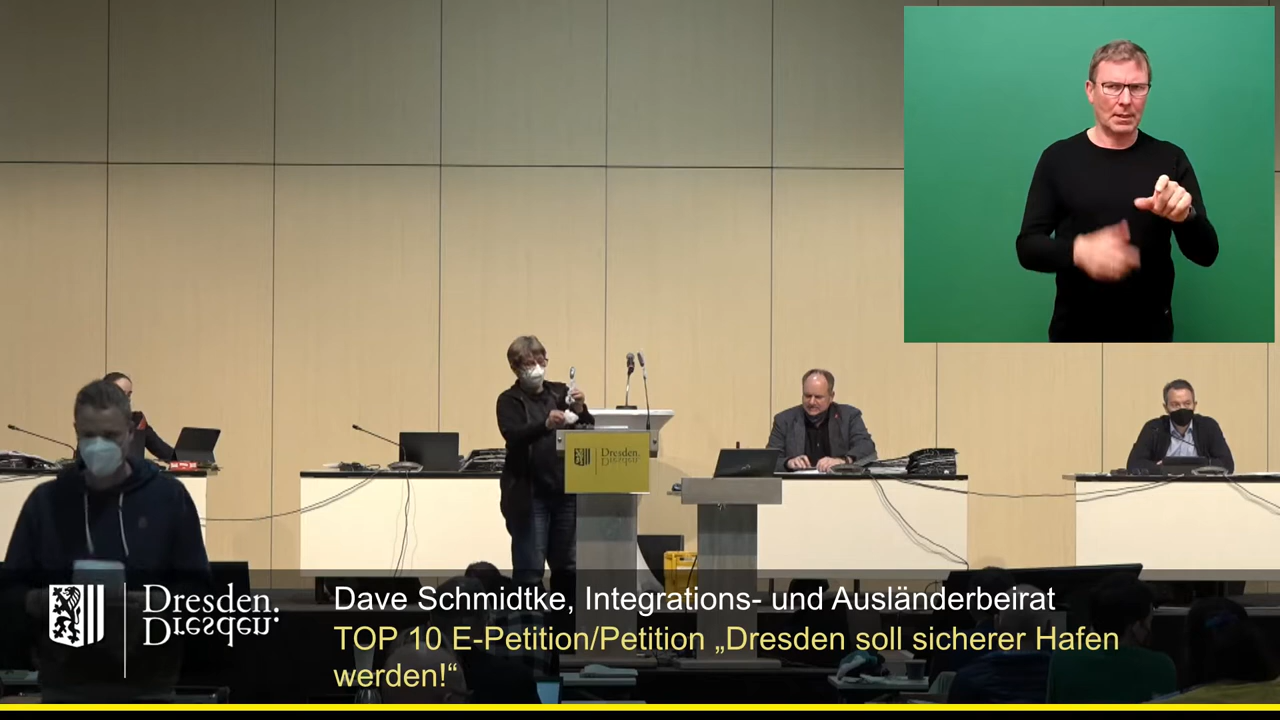 Dresden.
Dresden.
Dresden.
Dresden.
Dave Schmidtke, Integrations- und Ausländerbeirat
TOP 10 E-Petition/Petition „Dresden soll sicherer Hafen
werden!“